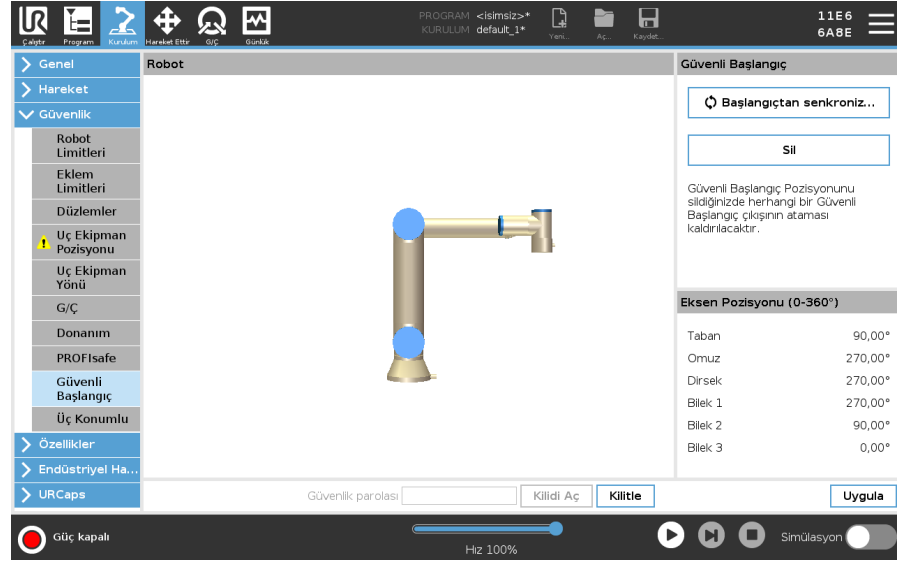 PROGRAM <isimsiz>*
KURULUM default_1*
11E6
6A8E
Çalıştır
Program
Kurulum
Hareket Ettir
G/Ç
Günlük
Yeni...
Aç...
Kaydet...
Genel
Hareket
Güvenlik
Robot
Limitleri
Eklem
Limitleri
Düzlemler
Uç Ekipman
Pozisyonu
Uç Ekipman
Yönü
G/Ç
Donanım
PROFIsafe
Güvenli
Başlangıç
Üç Konumlu
Özellikler
Endüstriyel Ha...
URCaps
Robot
Güvenli Başlangıç
Başlangıçtan senkroniz...
Sil
Güvenli Başlangıç Pozisyonunu
sildiğinizde herhangi bir Güvenli
Başlangıç çıkışının ataması
kaldırılacaktır.
Eksen Pozisyonu (0-360°)
Taban 90,00°
Omuz 270,00°
Dirsek 270,00°
Bilek 1 270,00°
Bilek 2 90,00°
Bilek 3 0,00°
Güvenlik parolası
Kilidi Aç
Kilitle
Uygula
Güç kapalı
Hız 100%
Simülasyon